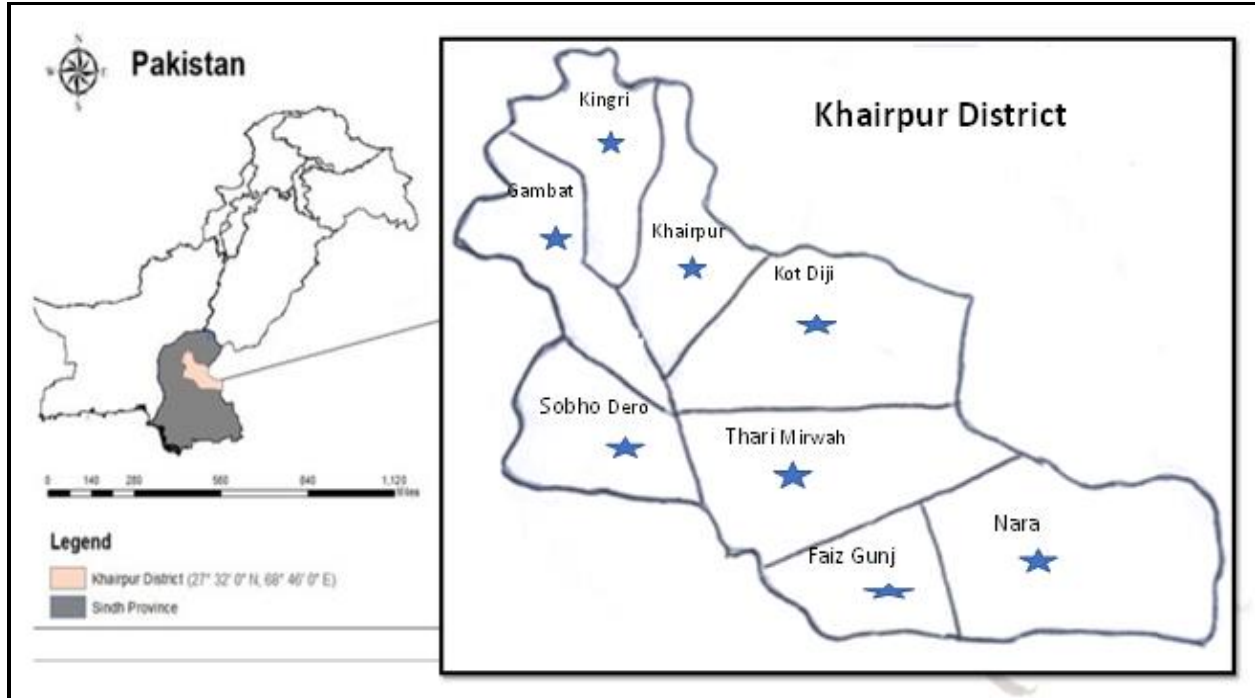 N
W E
S
Pakistan
0 140 280 560 840 1,120
Miles
Legend
Khairpur District (27° 32' 0" N, 68° 46' 0" E)
Sindh Province
Khairpur District
Kingri
Gambat
Khairpur
Kot Diji
Sobho Dero
Thari Mirwah
Faiz Gunj
Nara